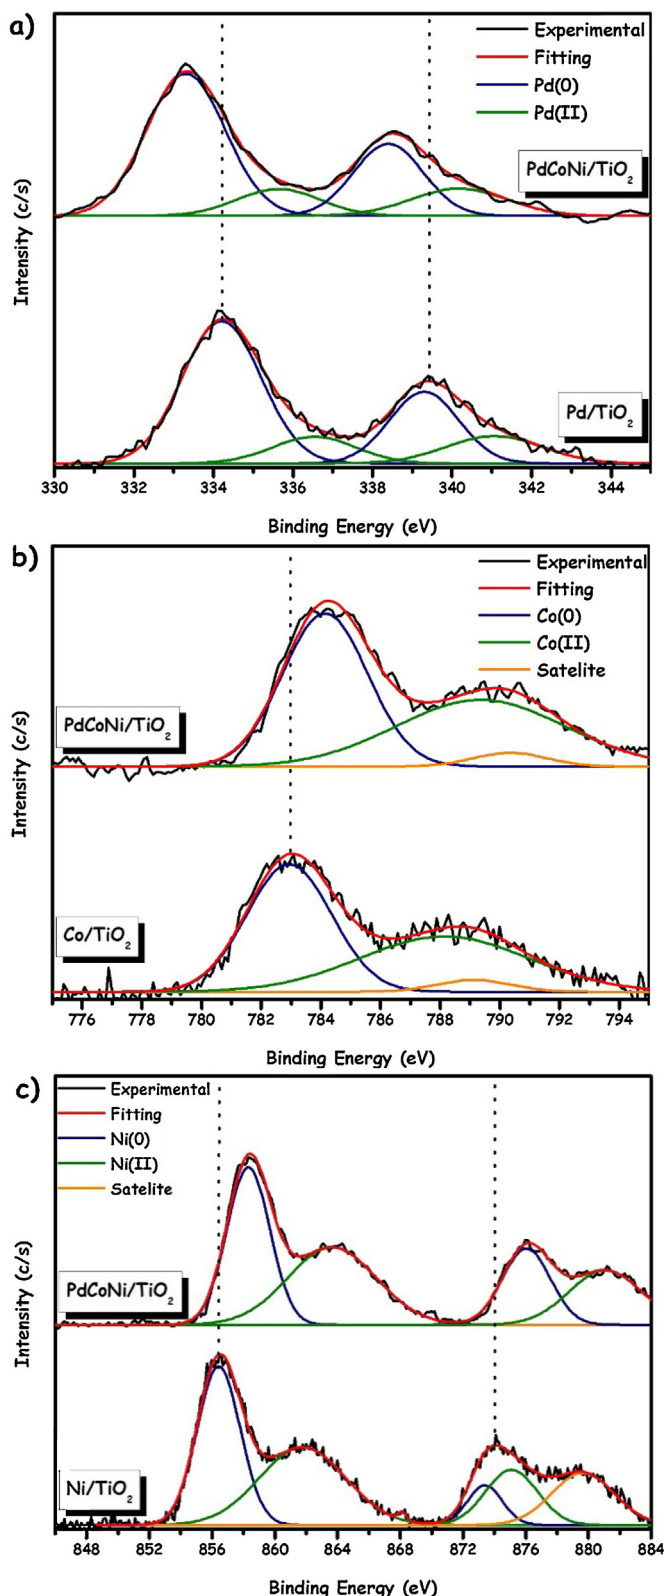 a)
Experimental
Fitting
Pd(0)
Pd(II)
PdCoNi/TiO₂
Pd/TiO₂
Intensity (c/s)
330 332 334 336 338 340 342 344
Binding Energy (eV)
b)
Experimental
Fitting
Co(0)
Co(II)
Satelite
PdCoNi/TiO₂
Co/TiO₂
Intensity (c/s)
776 778 780 782 784 786 788 790 792 794
Binding Energy (eV)
c)
Experimental
Fitting
Ni(0)
Ni(II)
Satelite
PdCoNi/TiO₂
Ni/TiO₂
Intensity (c/s)
848 852 856 860 864 868 872 876 880 884
Binding Energy (eV)